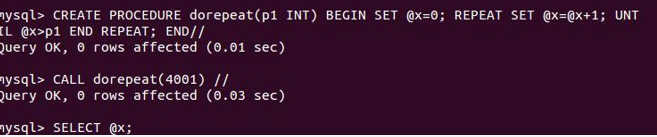 mysql> CREATE PROCEDURE dorepeat(p1 INT) BEGIN SET @x=0; REPEAT SET @x=@x+1; UNT
IL @x>p1 END REPEAT; END//
Query OK, 0 rows affected (0.01 sec)
mysql> CALL dorepeat(4001) //
Query OK, 0 rows affected (0.03 sec)
mysql> SELECT @x;